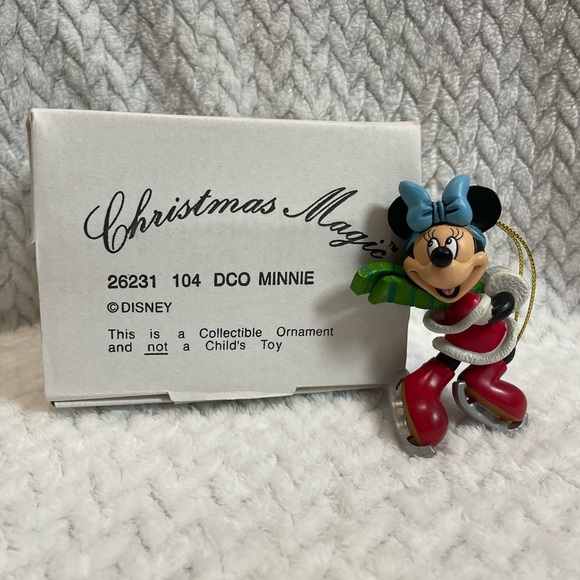 Christmas Magic™
26231 104 DCO MINNIE
©DISNEY
This is a Collectible Ornament
and not a Child's Toy